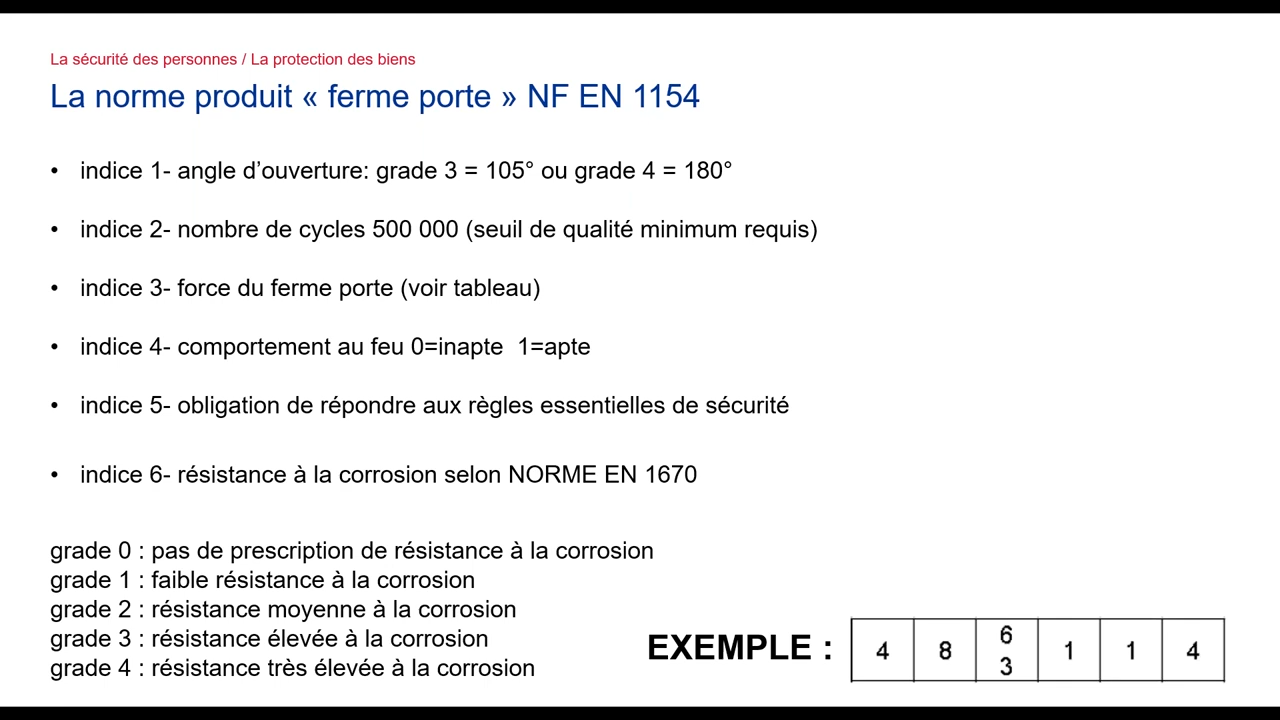 La sécurité des personnes / La protection des biens
La norme produit « ferme porte » NF EN 1154
• indice 1- angle d’ouverture: grade 3 = 105° ou grade 4 = 180°
• indice 2- nombre de cycles 500 000 (seuil de qualité minimum requis)
• indice 3- force du ferme porte (voir tableau)
• indice 4- comportement au feu 0=inapte  1=apte
• indice 5- obligation de répondre aux règles essentielles de sécurité
• indice 6- résistance à la corrosion selon NORME EN 1670
grade 0 : pas de prescription de résistance à la corrosion
grade 1 : faible résistance à la corrosion
grade 2 : résistance moyenne à la corrosion
grade 3 : résistance élevée à la corrosion
grade 4 : résistance très élevée à la corrosion
EXEMPLE :
4 8 6 1 1 4
3